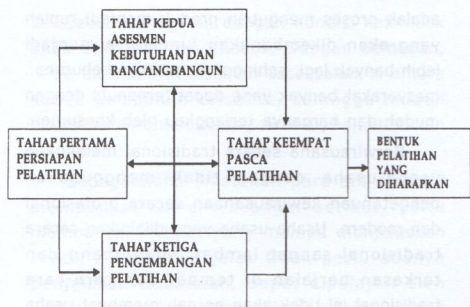 TAHAP KEDUA
ASESMEN
KEBUTUHAN DAN
RANCANGBANGUN
TAHAP PERTAMA
PERSIAPAN
PELATIHAN
TAHAP KEEMPAT
PASCA
PELATIHAN
BENTUK
PELATIHAN
YANG
DIHARAPKAN
TAHAP KETIGA
PENGEMBANGAN
PELATIHAN